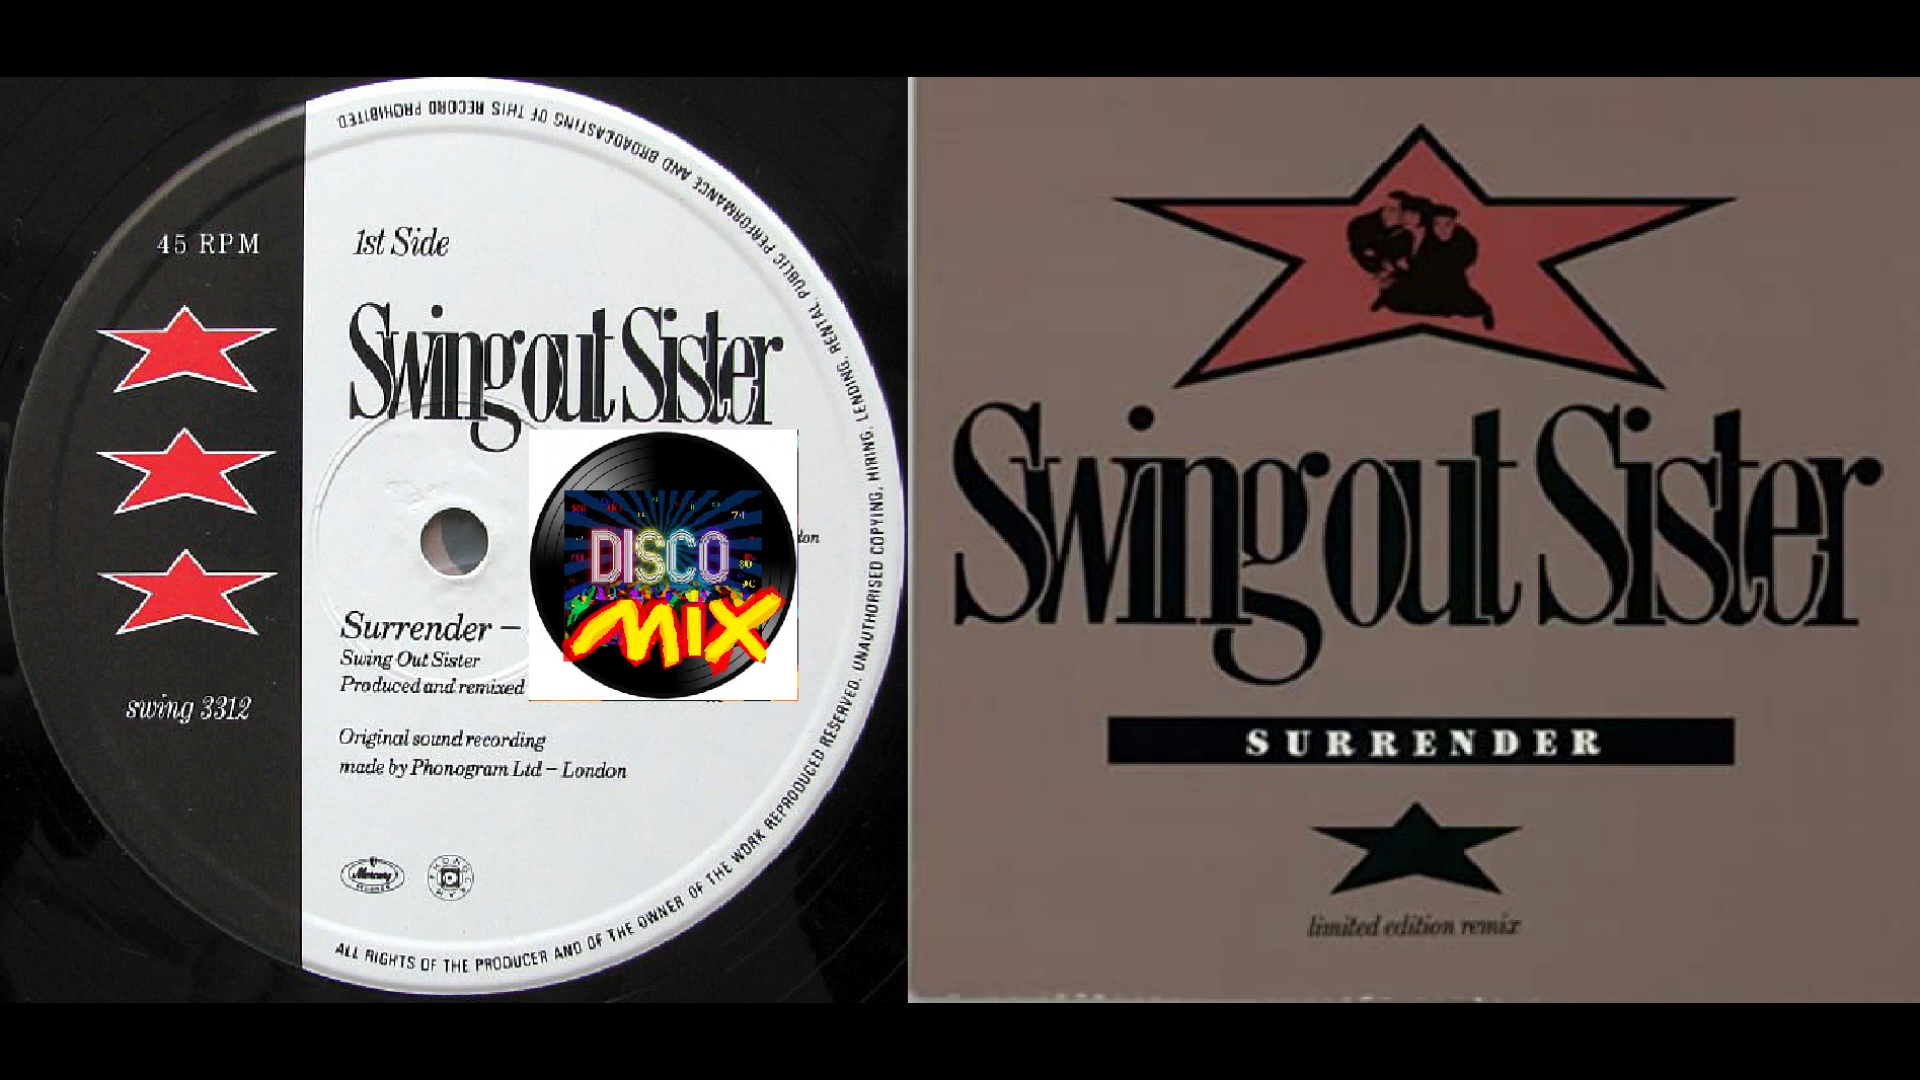 45 RPM
swing 3312
1st Side
Swing out Sister
Surrender –
Swing Out Sister
Produced and remixed
Original sound recording
made by Phonogram Ltd – London
Mercury
ALL RIGHTS OF THE PRODUCER AND OF THE OWNER OF THE WORK REPRODUCED RESERVED. UNAUTHORISED COPYING, HIRING, LENDING, RENTAL, PUBLIC PERFORMANCE AND BROADCASTING OF THIS RECORD PROHIBITED.
DISCO
MiX
Swing out Sister
SURRENDER
limited edition remix